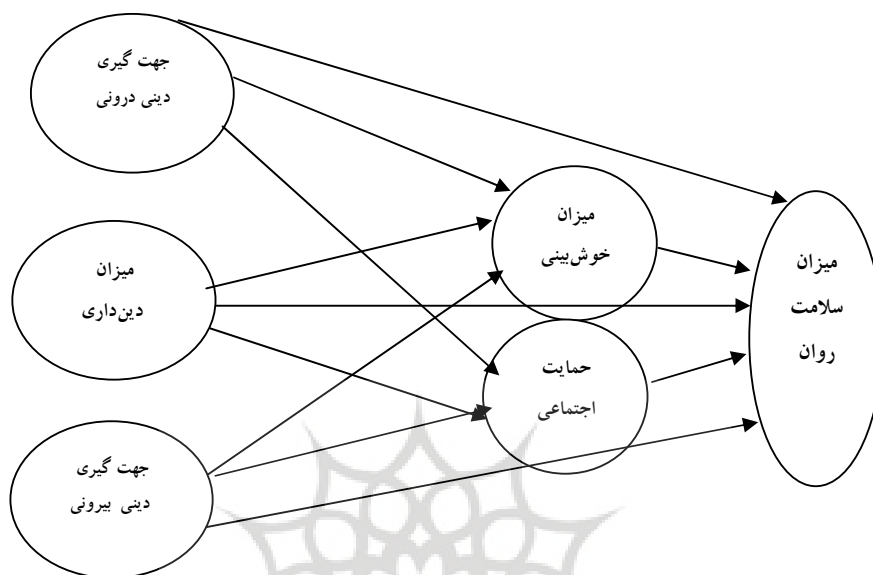 جهت گیری
دینی درونی
میزان
خوش‌بینی
میزان
سلامت
روان
میزان
دین‌داری
حمایت
اجتماعی
جهت گیری
دینی بیرونی